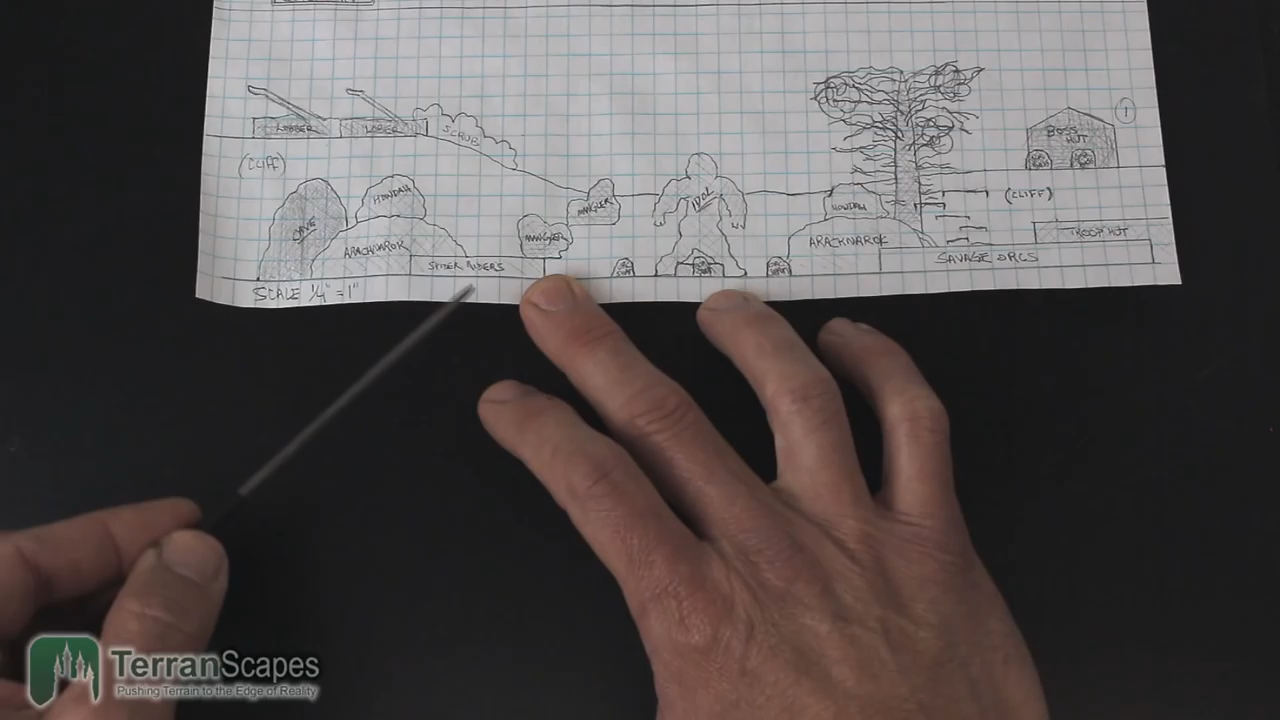 LOBBER
LOBBER
SCRUB
BOSS
HUT
1
(CLIFF)
CAVE
HOWDAH
MANGLER
IDOL
HOWDAH
(CLIFF)
MANGLER
ARACHNAROK
ARACHNAROK
TROOP HUT
SPIDER RIDERS
SAVAGE ORCS
SCALE 1/4" = 1"
TerranScapes
Pushing Terrain to the Edge of Reality